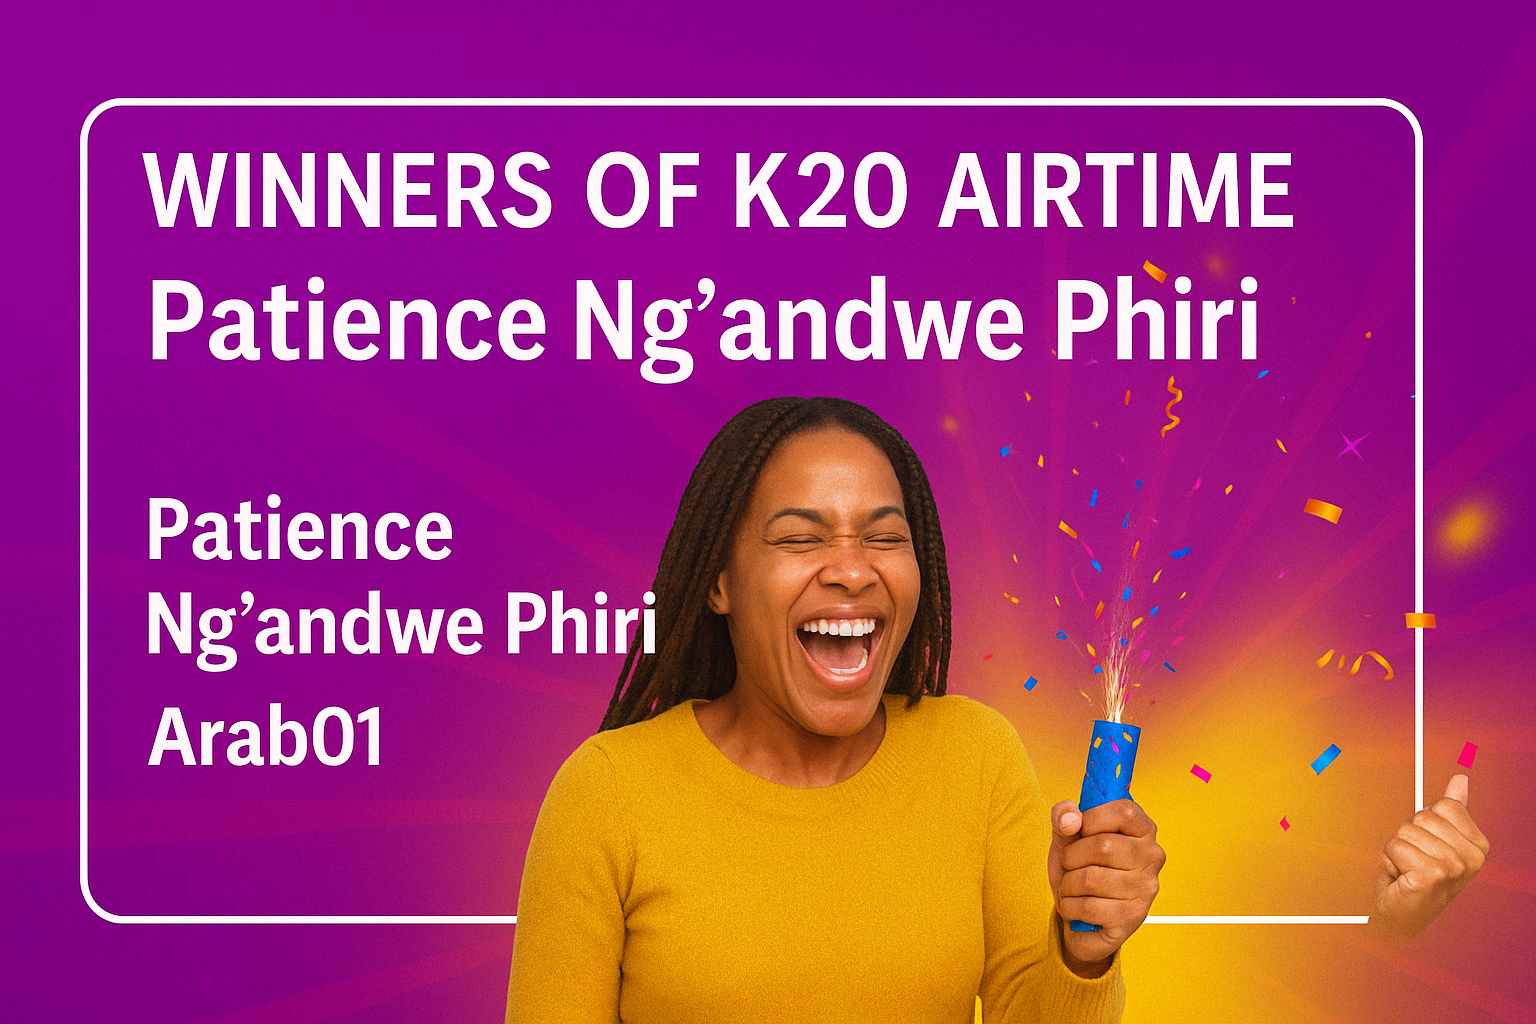 WINNERS OF K20 AIRTIME
Patience Ng’andwe Phiri
Patience
Ng’andwe Phiri
Arab01